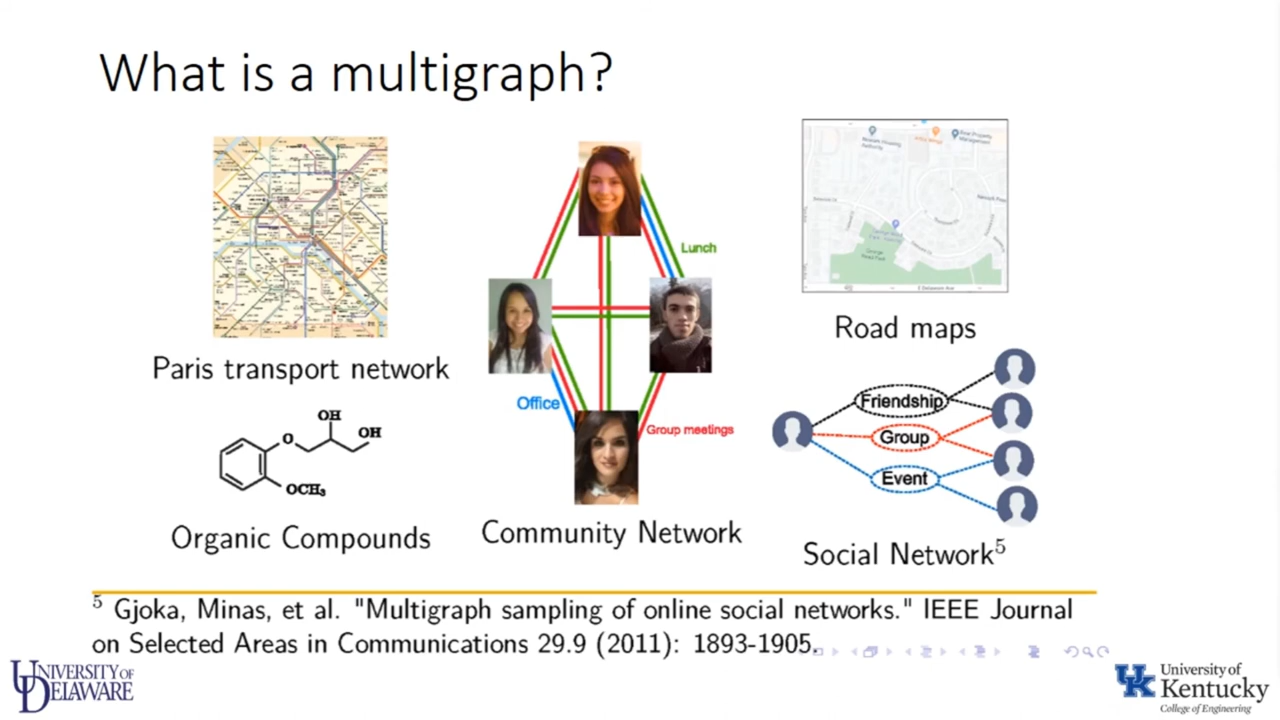 What is a multigraph?
Paris transport network
OH
O
OH
OCH₃
Organic Compounds
Lunch
Office
Group meetings
Community Network
Road maps
Friendship
Group
Event
Social Network⁵
⁵ Gjoka, Minas, et al. "Multigraph sampling of online social networks." IEEE Journal
on Selected Areas in Communications 29.9 (2011): 1893-1905.
UNIVERSITY OF
DELAWARE
UK
University of
Kentucky
College of Engineering